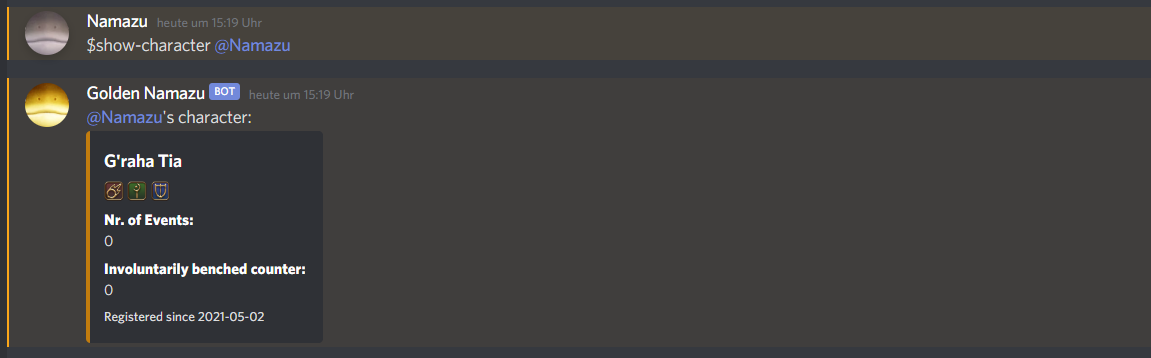 Namazu heute um 15:19 Uhr
$show-character @Namazu
Golden Namazu BOT heute um 15:19 Uhr
@Namazu's character:
G'raha Tia
Nr. of Events:
0
Involuntarily benched counter:
0
Registered since 2021-05-02